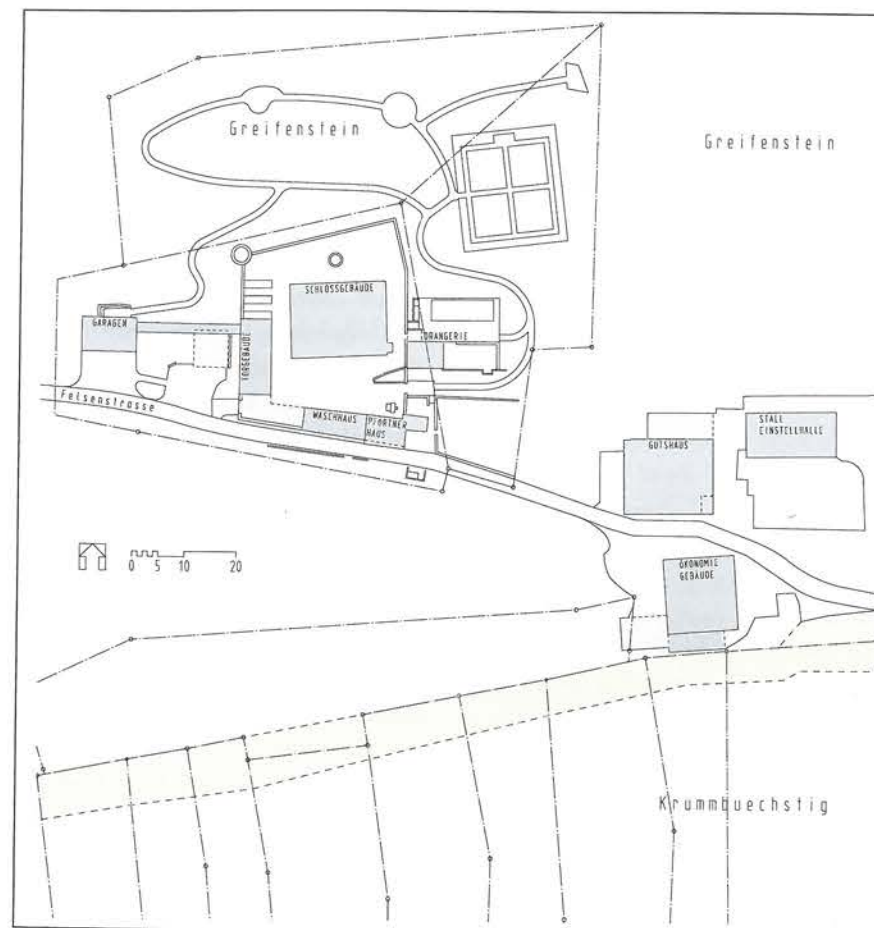 Greifenstein
Greifenstein
SCHLOSSGEBÄUDE
GARAGEN
TORGEBÄUDE
ORANGERIE
Felsenstrasse
WASCHHAUS
PFÖRTNER
HAUS
GUTSHAUS
STALL
EINSTELLHALLE
0 5 10 20
ÖKONOMIE
GEBÄUDE
Krummbuechstig